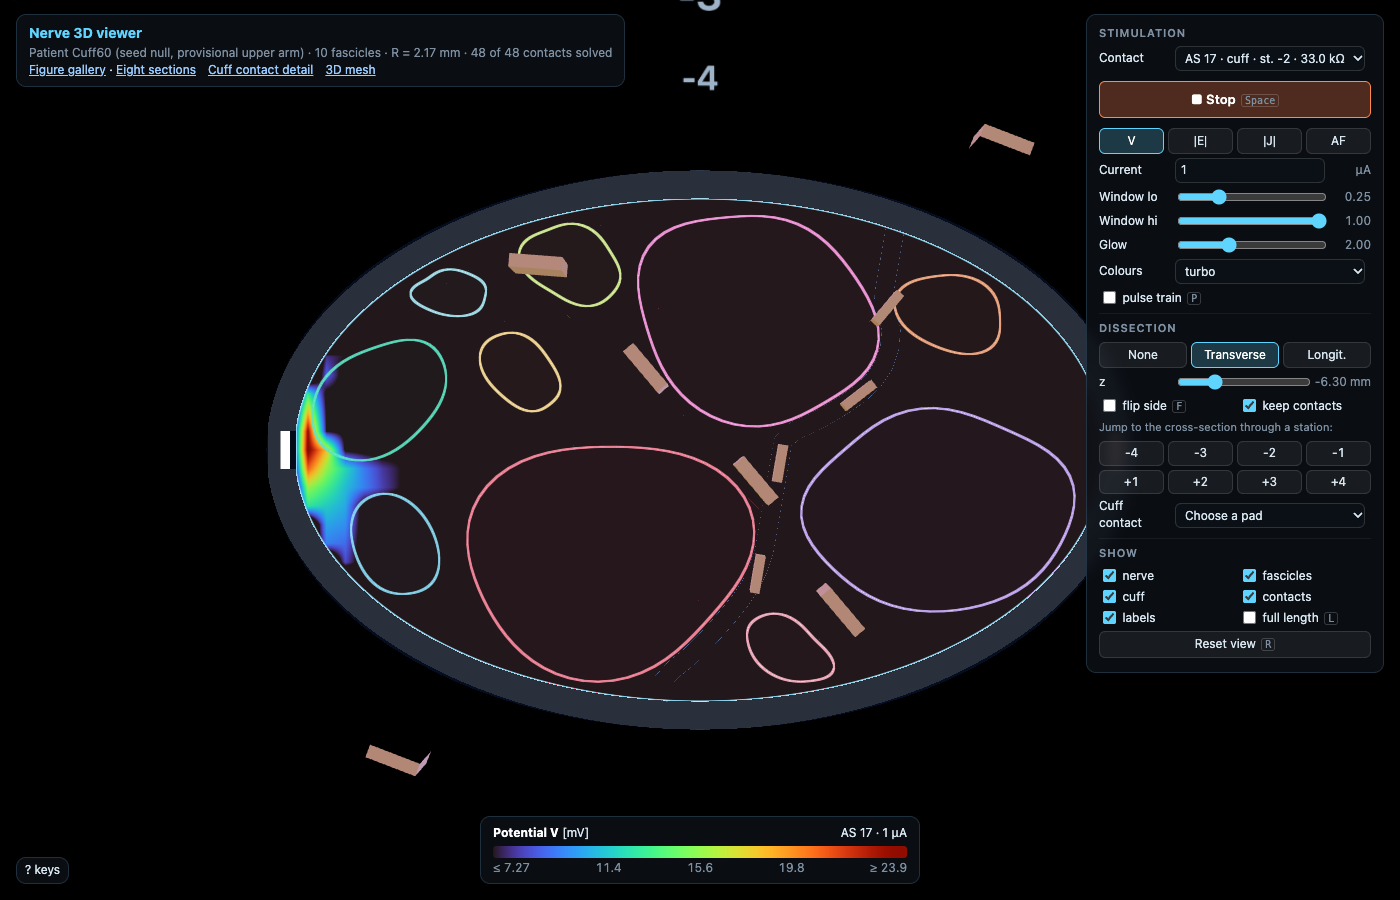 -3
-4
Nerve 3D viewer
Patient Cuff60 (seed null, provisional upper arm) · 10 fascicles · R = 2.17 mm · 48 of 48 contacts solved
Figure gallery · Eight sections Cuff contact detail 3D mesh
STIMULATION
Contact AS 17 · cuff · st. -2 · 33.0 kΩ
Stop Space
V |E| |J| AF
Current 1 µA
Window lo 0.25
Window hi 1.00
Glow 2.00
Colours turbo
pulse train P
DISSECTION
None Transverse Longit.
z -6.30 mm
flip side F keep contacts
Jump to the cross-section through a station:
-4 -3 -2 -1
+1 +2 +3 +4
Cuff contact Choose a pad
SHOW
nerve fascicles
cuff contacts
labels full length L
Reset view R
Potential V [mV] AS 17 · 1 µA
≤ 7.27 11.4 15.6 19.8 ≥ 23.9
? keys